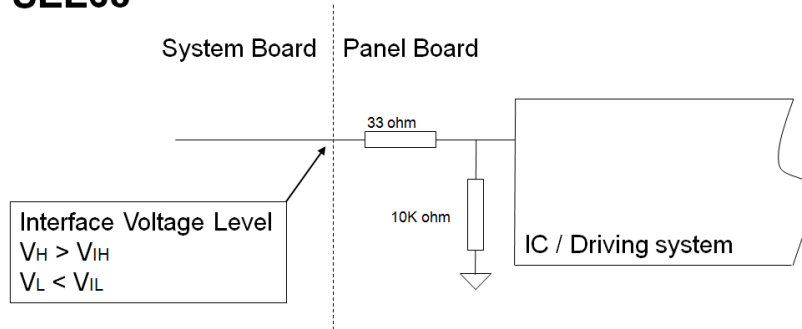 System Board
Panel Board
33 ohm
Interface Voltage Level
VH > VIH
VL < VIL
10K ohm
IC / Driving system